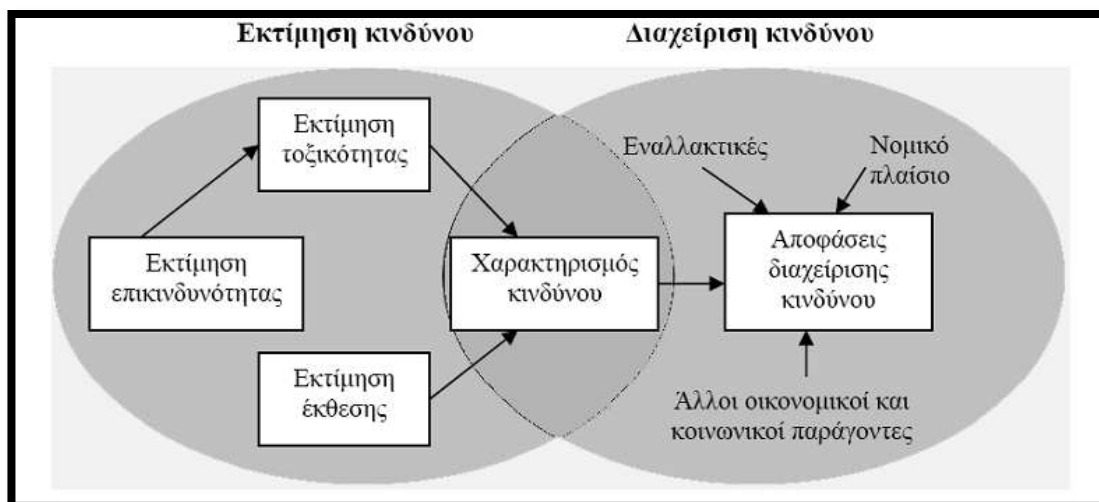 Εκτίμηση κινδύνου
Διαχείριση κινδύνου
Εκτίμηση
τοξικότητας
Εκτίμηση
επικινδυνότητας
Εκτίμηση
έκθεσης
Χαρακτηρισμός
κινδύνου
Εναλλακτικές
Νομικό
πλαίσιο
Αποφάσεις
διαχείρισης
κινδύνου
Άλλοι οικονομικοί και
κοινωνικοί παράγοντες